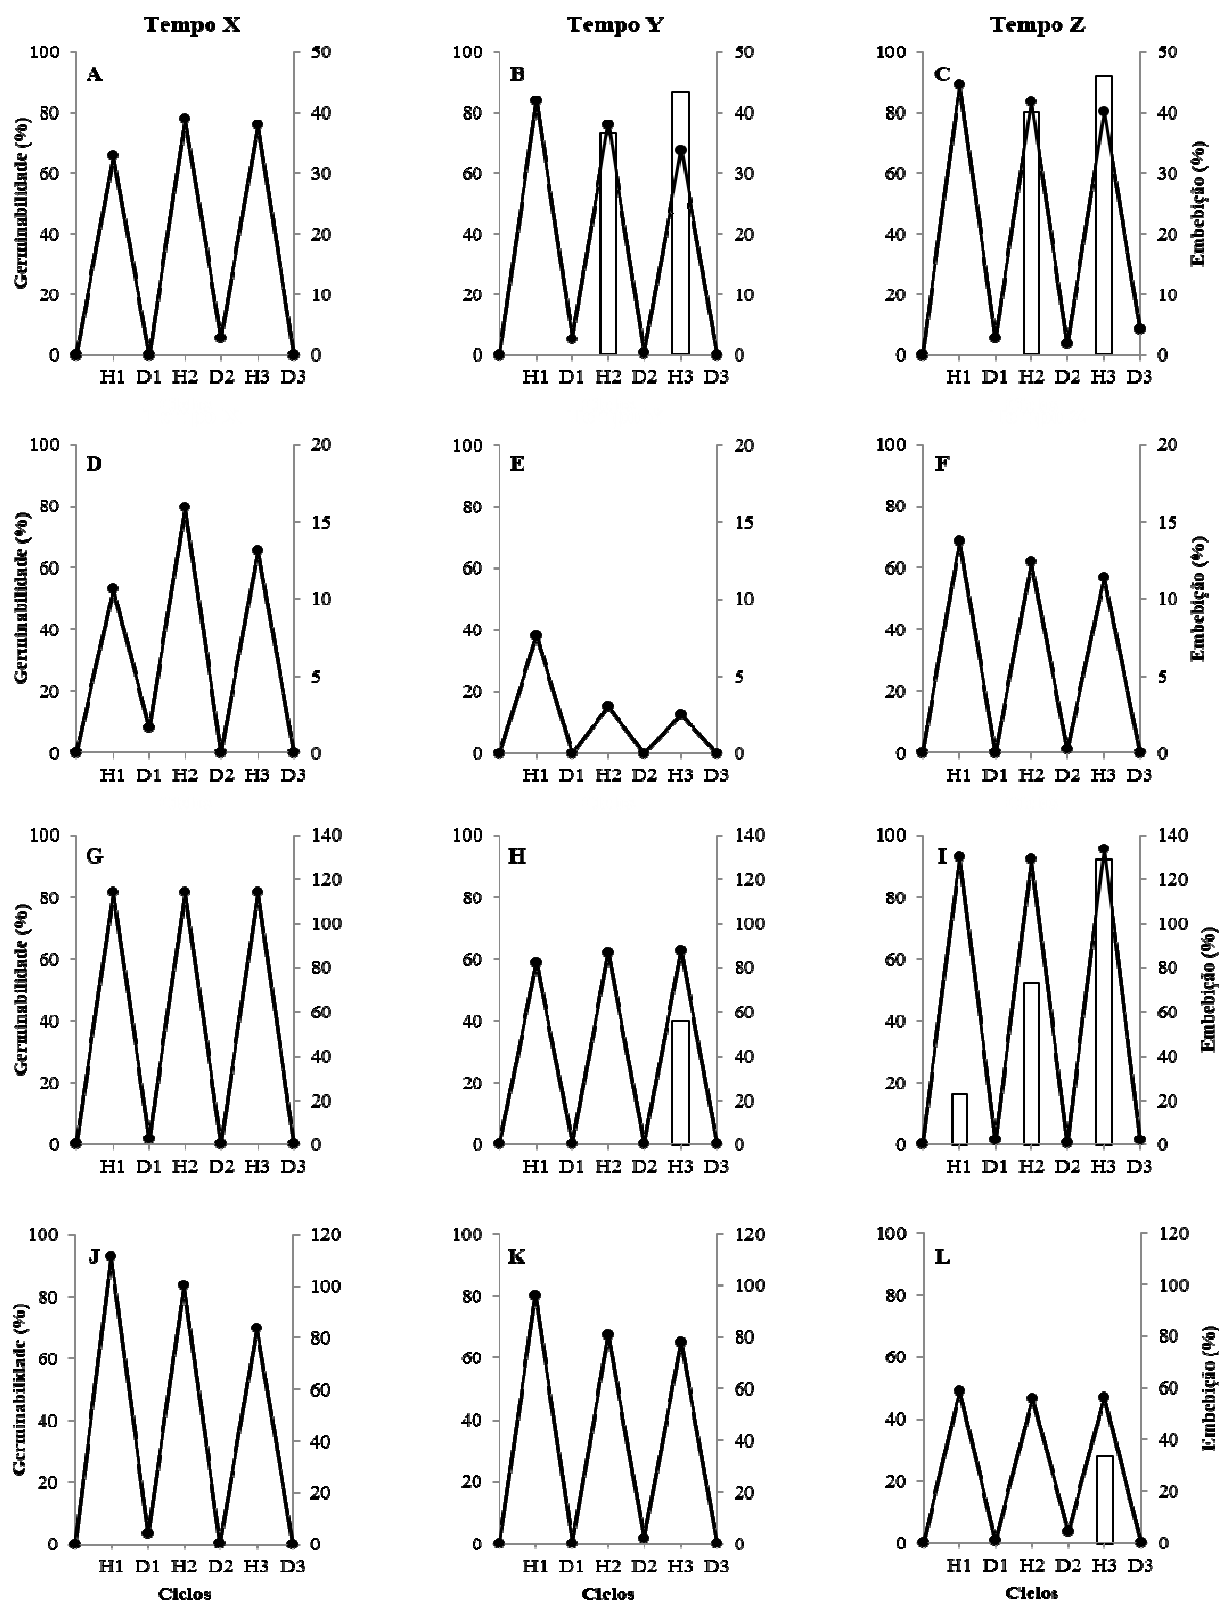 Tempo X Tempo Y Tempo Z
100 50 100 50 100 50
A B C
80 40 80 40 80 40
60 30 60 30 60 30
40 20 40 20 40 20
20 10 20 10 20 10
0 0 0 0 0 0
H1 D1 H2 D2 H3 D3 H1 D1 H2 D2 H3 D3 H1 D1 H2 D2 H3 D3
Germinabilidade (%)
Embebição (%)
100 20 100 20 100 20
D E F
80 15 80 15 80 15
60 60 60
10 10 10
40 40 40
20 5 20 5 20 5
0 0 0 0 0 0
H1 D1 H2 D2 H3 D3 H1 D1 H2 D2 H3 D3 H1 D1 H2 D2 H3 D3
Germinabilidade (%)
Embebição (%)
100 140 100 140 100 140
G H I
80 120 80 120 80 120
100 100 100
60 80 60 80 60 80
40 60 40 60 40 60
40 40 40
20 20 20 20 20 20
0 0 0 0 0 0
H1 D1 H2 D2 H3 D3 H1 D1 H2 D2 H3 D3 H1 D1 H2 D2 H3 D3
Germinabilidade (%)
Embebição (%)
100 120 100 120 100 120
J K L
80 100 80 100 80 100
60 80 60 80 60 80
60 60 60
40 40 40 40 40 40
20 20 20 20 20 20
0 0 0 0 0 0
H1 D1 H2 D2 H3 D3 H1 D1 H2 D2 H3 D3 H1 D1 H2 D2 H3 D3
Germinabilidade (%)
Embebição (%)
Ciclos Ciclos Ciclos